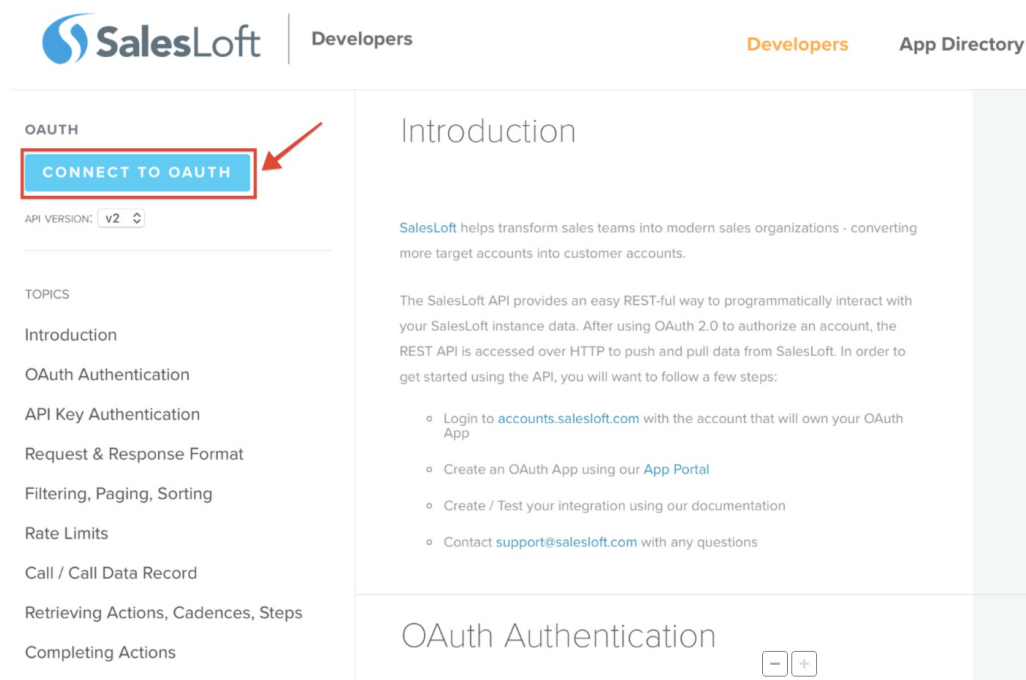 SalesLoft
Developers
Developers
App Directory
OAUTH
CONNECT TO OAUTH
API VERSION: v2
TOPICS
Introduction
OAuth Authentication
API Key Authentication
Request & Response Format
Filtering, Paging, Sorting
Rate Limits
Call / Call Data Record
Retrieving Actions, Cadences, Steps
Completing Actions
Introduction
SalesLoft helps transform sales teams into modern sales organizations - converting
more target accounts into customer accounts.
The SalesLoft API provides an easy REST-ful way to programmatically interact with
your SalesLoft instance data. After using OAuth 2.0 to authorize an account, the
REST API is accessed over HTTP to push and pull data from SalesLoft. In order to
get started using the API, you will want to follow a few steps:
Login to accounts.salesloft.com with the account that will own your OAuth
App
Create an OAuth App using our App Portal
Create / Test your integration using our documentation
Contact support@salesloft.com with any questions
OAuth Authentication